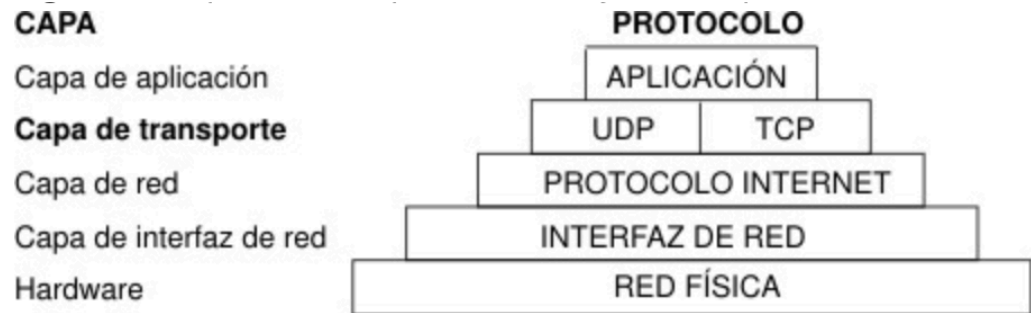 CAPA PROTOCOLO
Capa de aplicación APLICACIÓN
Capa de transporte UDP TCP
Capa de red PROTOCOLO INTERNET
Capa de interfaz de red INTERFAZ DE RED
Hardware RED FÍSICA